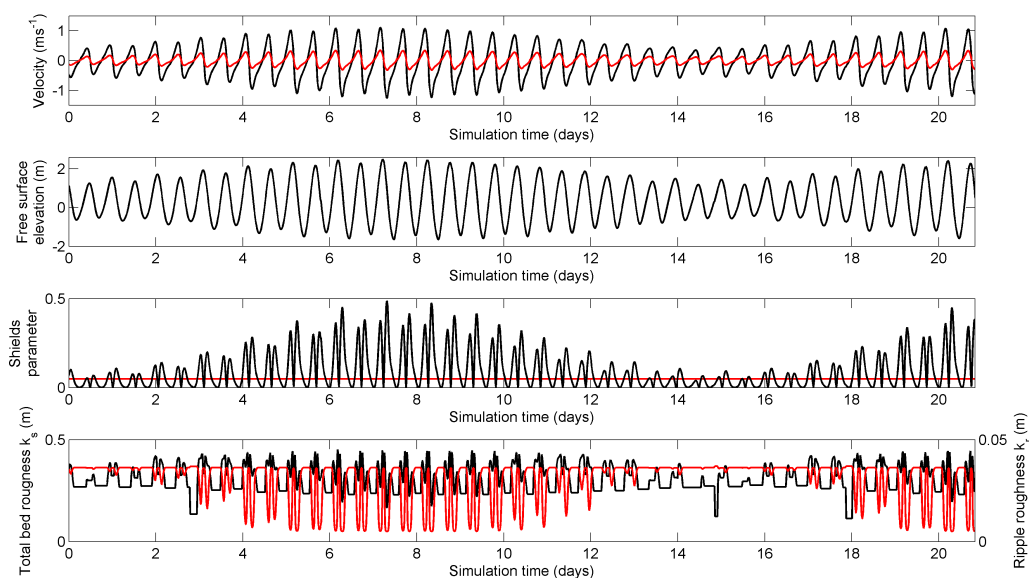 Velocity (ms-1)
1
0
-1
0 2 4 6 8 10 12 14 16 18 20
Simulation time (days)
Free surface
elevation (m)
2
0
-2
0 2 4 6 8 10 12 14 16 18 20
Simulation time (days)
Shields
parameter
0.5
0
0 2 4 6 8 10 12 14 16 18 20
Simulation time (days)
Total bed rougness ks (m)
0.5
0
0 2 4 6 8 10 12 14 16 18 20
Simulation time (days)
0.05
0
Ripple roughness kr (m)